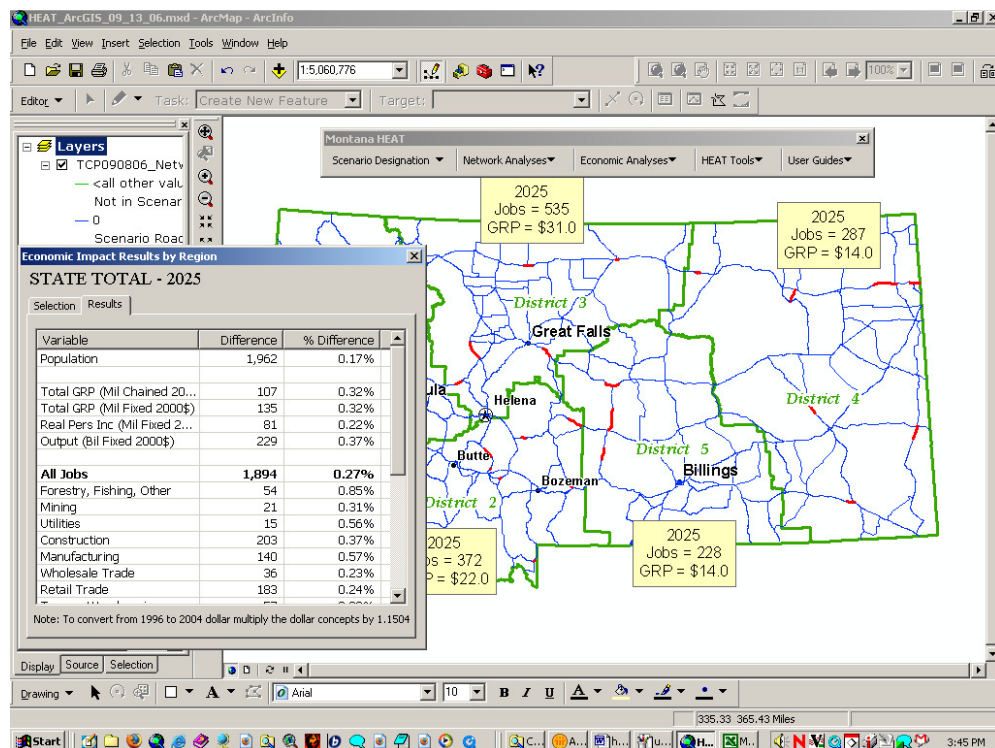 HEAT_ArcGIS_09_13_06.mxd - ArcMap - ArcInfo
File Edit View Insert Selection Tools Window Help
1:5,060,776
100%
Editor Task: Create New Feature Target:
Layers
TCP090806_Netw
<all other valu
Not in Scenar
0
Scenario Road
Montana HEAT
Scenario Designation Network Analyses Economic Analyses HEAT Tools User Guides
2025
Jobs = 535
GRP = $31.0
2025
Jobs = 287
GRP = $14.0
District 3
Great Falls
ula
Helena
District 4
District 5
Butte
Billings
Bozeman
District 2
2025
bs = 372
P = $22.0
2025
Jobs = 228
GRP = $14.0
Economic Impact Results by Region
STATE TOTAL - 2025
Selection Results
Variable Difference % Difference
Population 1,962 0.17%
Total GRP (Mil Chained 20... 107 0.32%
Total GRP (Mil Fixed 2000$) 135 0.32%
Real Pers Inc (Mil Fixed 2... 81 0.22%
Output (Bil Fixed 2000$) 229 0.37%
All Jobs 1,894 0.27%
Forestry, Fishing, Other 54 0.85%
Mining 21 0.31%
Utilities 15 0.56%
Construction 203 0.37%
Manufacturing 140 0.57%
Wholesale Trade 36 0.23%
Retail Trade 183 0.24%
Note: To convert from 1996 to 2004 dollar multiply the dollar concepts by 1.1504
Display Source Selection
Drawing A Arial 10 B I U A
335.33 365.43 Miles
Start C... A... h... u... H... M... 3:45 PM